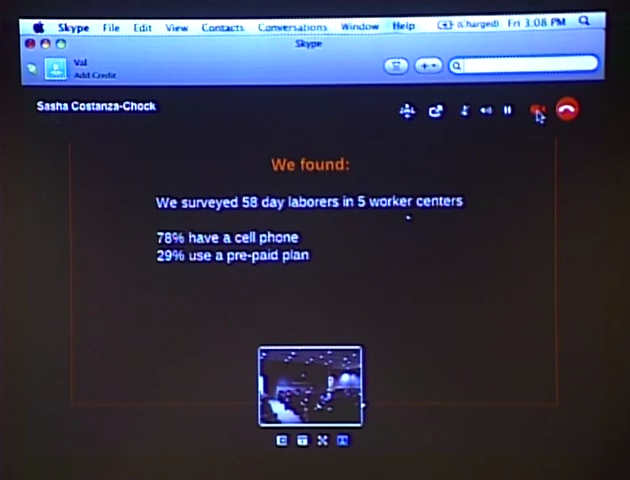 Skype File Edit View Contacts Conversations Window Help (Charged) Fri 3:08 PM
Skype
Val
Add Credit
Sasha Costanza-Chock
We found:
We surveyed 58 day laborers in 5 worker centers
78% have a cell phone
29% use a pre-paid plan